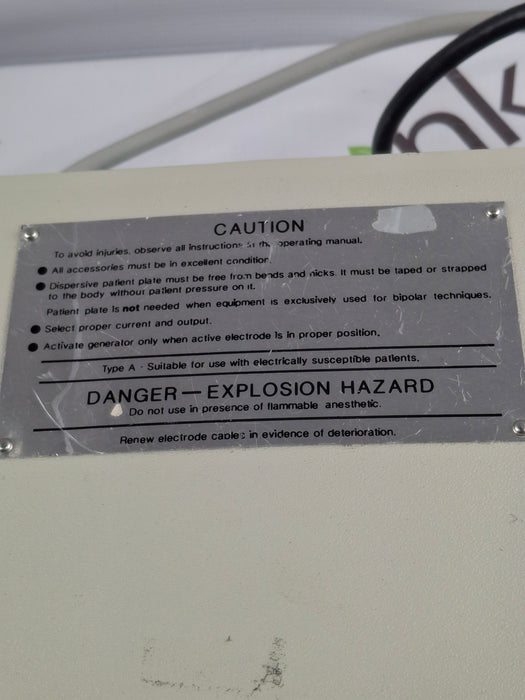 nk
CAUTION
To avoid injuries, observe all instructions in the operating manual.
● All accessories must be in excellent condition.
● Dispersive patient plate must be free from bends and nicks. It must be taped or strapped
to the body without patient pressure on it.
Patient plate is not needed when equipment is exclusively used for bipolar techniques.
● Select proper current and output.
● Activate generator only when active electrode is in proper position.
Type A - Suitable for use with electrically susceptible patients.
DANGER — EXPLOSION HAZARD
Do not use in presence of flammable anesthetic.
Renew electrode cables in evidence of deterioration.